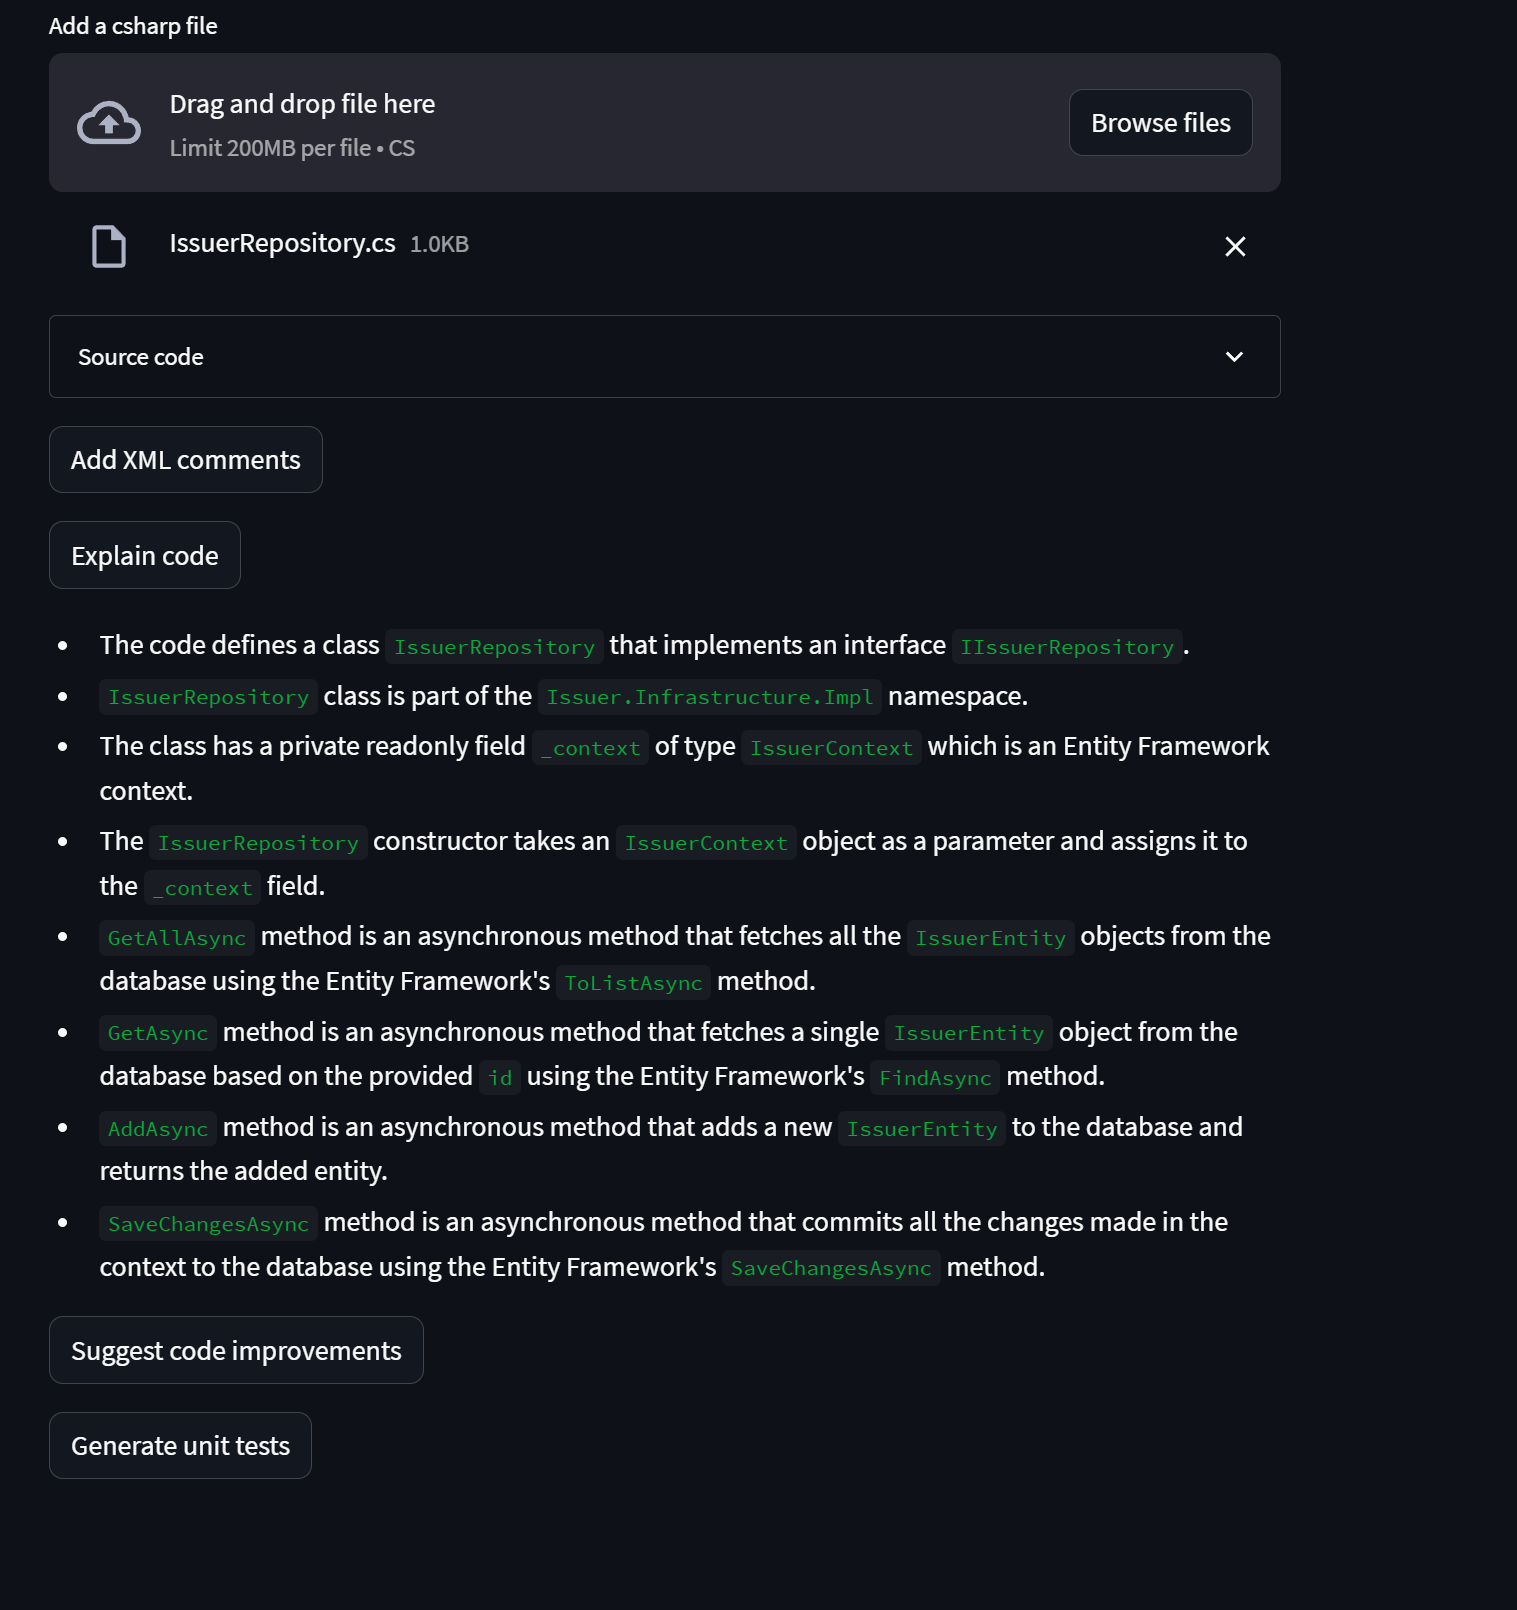 Add a csharp file
Drag and drop file here
Limit 200MB per file • CS
Browse files
IssuerRepository.cs 1.0KB
Source code
Add XML comments
Explain code
• The code defines a class IssuerRepository that implements an interface IIssuerRepository.
• IssuerRepository class is part of the Issuer.Infrastructure.Impl namespace.
• The class has a private readonly field _context of type IssuerContext which is an Entity Framework
context.
• The IssuerRepository constructor takes an IssuerContext object as a parameter and assigns it to
the _context field.
• GetAllAsync method is an asynchronous method that fetches all the IssuerEntity objects from the
database using the Entity Framework's ToListAsync method.
• GetAsync method is an asynchronous method that fetches a single IssuerEntity object from the
database based on the provided id using the Entity Framework's FindAsync method.
• AddAsync method is an asynchronous method that adds a new IssuerEntity to the database and
returns the added entity.
• SaveChangesAsync method is an asynchronous method that commits all the changes made in the
context to the database using the Entity Framework's SaveChangesAsync method.
Suggest code improvements
Generate unit tests